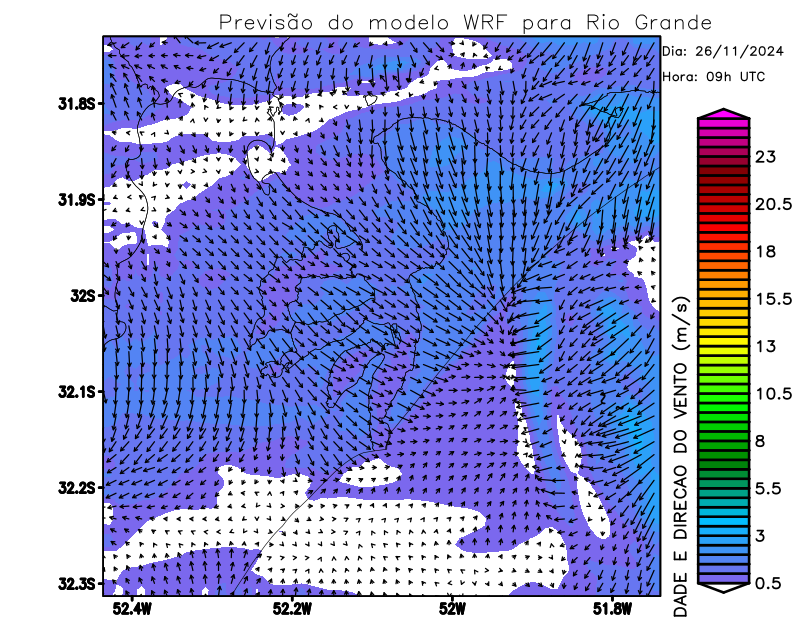 Previsão do modelo WRF para Rio Grande
Dia: 26/11/2024
Hora: 09h UTC
31.8S
31.9S
32S
32.1S
32.2S
32.3S
52.4W
52.2W
52W
51.8W
23
20.5
18
15.5
13
10.5
8
5.5
3
0.5
DADE E DIRECAO DO VENTO (m/s)